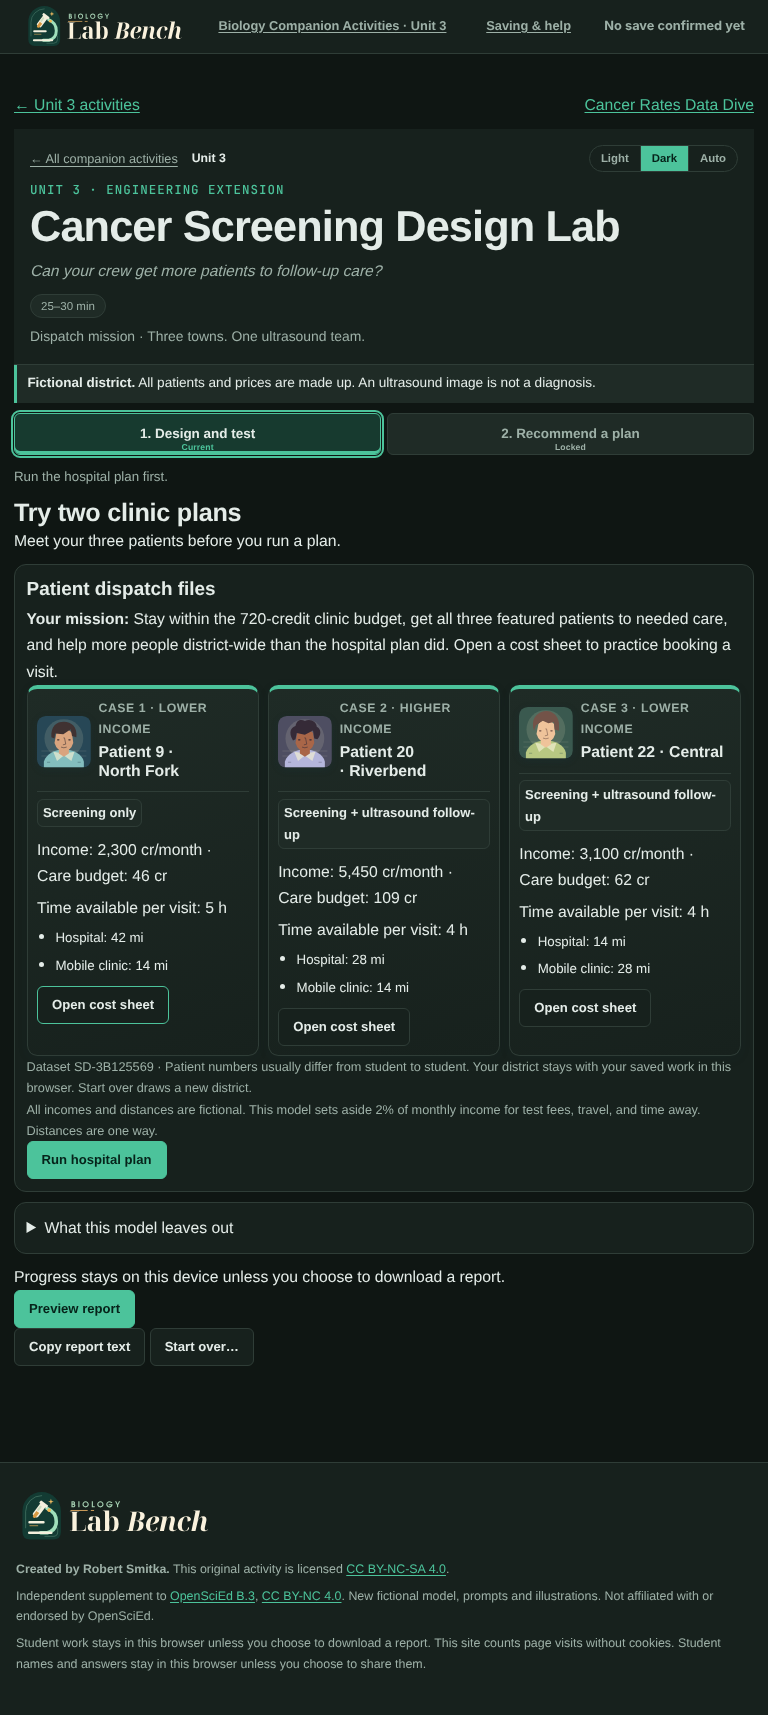 BIOLOGY
Lab Bench
Biology Companion Activities · Unit 3
Saving & help
No save confirmed yet
← Unit 3 activities
Cancer Rates Data Dive
← All companion activities
Unit 3
Light
Dark
Auto
UNIT 3 · ENGINEERING EXTENSION
Cancer Screening Design Lab
Can your crew get more patients to follow-up care?
25–30 min
Dispatch mission · Three towns. One ultrasound team.
Fictional district. All patients and prices are made up. An ultrasound image is not a diagnosis.
1. Design and test
Current
2. Recommend a plan
Locked
Run the hospital plan first.
Try two clinic plans
Meet your three patients before you run a plan.
Patient dispatch files
Your mission: Stay within the 720-credit clinic budget, get all three featured patients to needed care,
and help more people district-wide than the hospital plan did. Open a cost sheet to practice booking a
visit.
CASE 1 · LOWER
INCOME
Patient 9 ·
North Fork
Screening only
Income: 2,300 cr/month ·
Care budget: 46 cr
Time available per visit: 5 h
Hospital: 42 mi
Mobile clinic: 14 mi
Open cost sheet
CASE 2 · HIGHER
INCOME
Patient 20
· Riverbend
Screening + ultrasound follow-
up
Income: 5,450 cr/month ·
Care budget: 109 cr
Time available per visit: 4 h
Hospital: 28 mi
Mobile clinic: 14 mi
Open cost sheet
CASE 3 · LOWER
INCOME
Patient 22 · Central
Screening + ultrasound follow-
up
Income: 3,100 cr/month ·
Care budget: 62 cr
Time available per visit: 4 h
Hospital: 14 mi
Mobile clinic: 28 mi
Open cost sheet
Dataset SD-3B125569 · Patient numbers usually differ from student to student. Your district stays with your saved work in this
browser. Start over draws a new district.
All incomes and distances are fictional. This model sets aside 2% of monthly income for test fees, travel, and time away.
Distances are one way.
Run hospital plan
What this model leaves out
Progress stays on this device unless you choose to download a report.
Preview report
Copy report text
Start over…
BIOLOGY
Lab Bench
Created by Robert Smitka. This original activity is licensed CC BY-NC-SA 4.0.
Independent supplement to OpenSciEd B.3, CC BY-NC 4.0. New fictional model, prompts and illustrations. Not affiliated with or
endorsed by OpenSciEd.
Student work stays in this browser unless you choose to download a report. This site counts page visits without cookies. Student
names and answers stay in this browser unless you choose to share them.